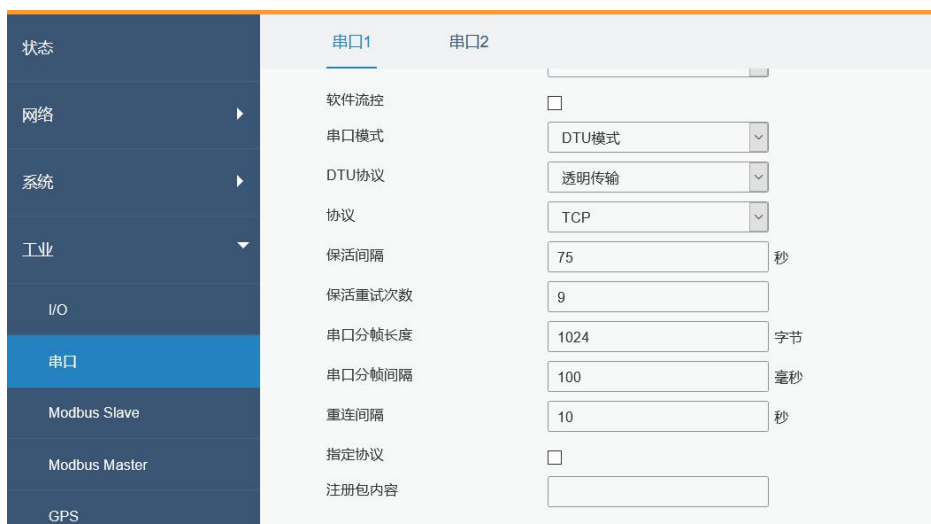 状态
网络
系统
工业
I/O
串口
Modbus Slave
Modbus Master
GPS
串口1 串口2
软件流控
串口模式 DTU模式
DTU协议 透明传输
协议 TCP
保活间隔 75 秒
保活重试次数 9
串口分帧长度 1024 字节
串口分帧间隔 100 毫秒
重连间隔 10 秒
指定协议
注册包内容